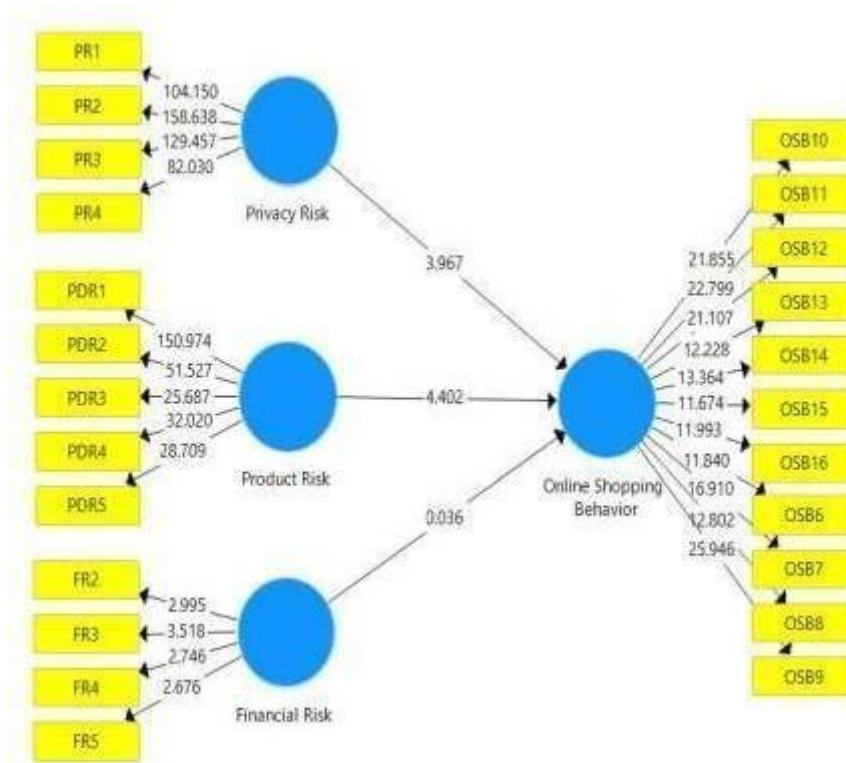 PR1
PR2
PR3
PR4
104.150
158.638
129.457
82.030
Privacy Risk
3.967
PDR1
PDR2
PDR3
PDR4
PDR5
150.974
51.527
25.687
32.020
28.709
Product Risk
4.402
FR2
FR3
FR4
FR5
2.995
3.518
2.746
2.676
Financial Risk
0.036
Online Shopping
Behavior
21.855
22.799
21.107
12.228
13.364
11.674
11.993
11.840
16.910
12.802
25.946
OSB10
OSB11
OSB12
OSB13
OSB14
OSB15
OSB16
OSB6
OSB7
OSB8
OSB9